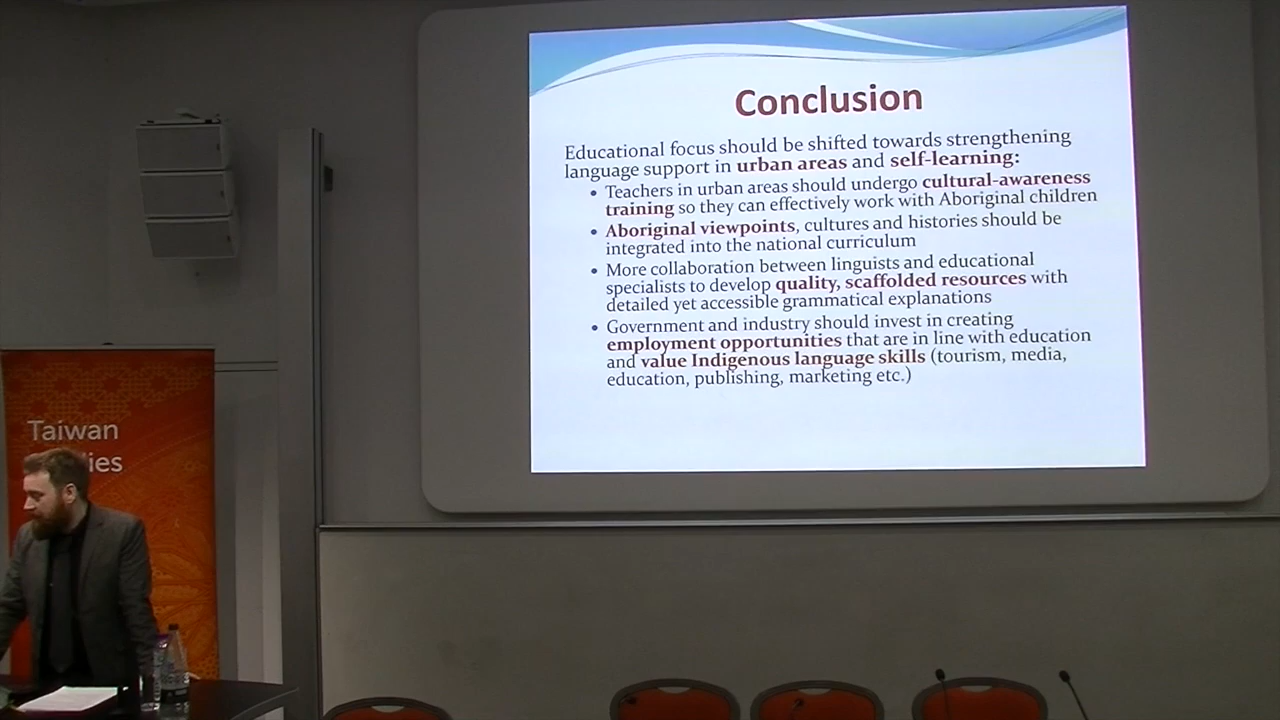 Conclusion
Educational focus should be shifted towards strengthening
language support in urban areas and self-learning:
• Teachers in urban areas should undergo cultural-awareness
training so they can effectively work with Aboriginal children
• Aboriginal viewpoints, cultures and histories should be
integrated into the national curriculum
• More collaboration between linguists and educational
specialists to develop quality, scaffolded resources with
detailed yet accessible grammatical explanations
• Government and industry should invest in creating
employment opportunities that are in line with education
and value Indigenous language skills (tourism, media,
education, publishing, marketing etc.)
Taiwan